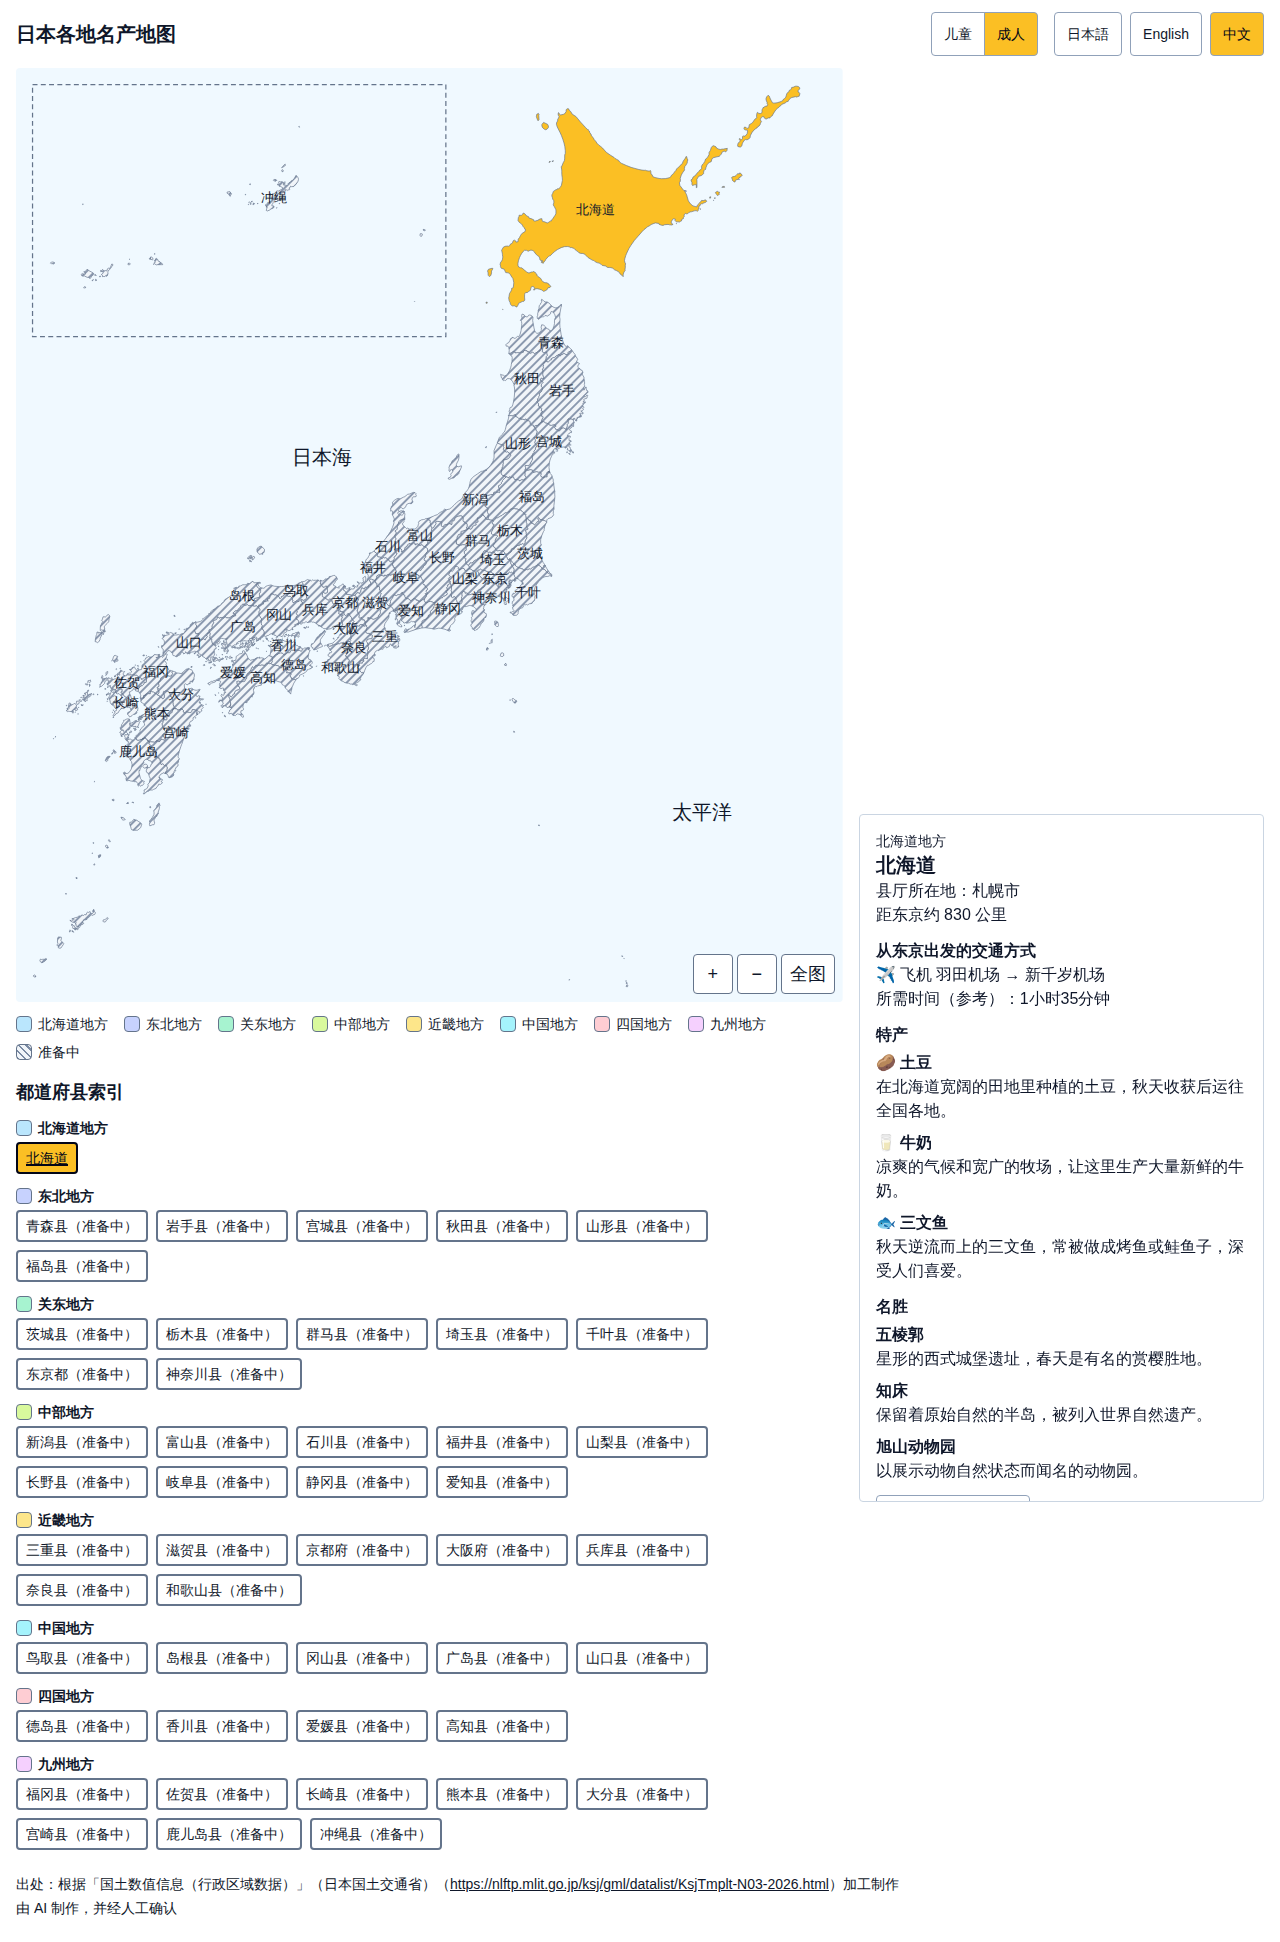 日本各地名产地图
儿童 成人 日本語 English 中文
冲绳
北海道
青森
秋田
岩手
山形 宫城
日本海
新潟 福岛
富山 群马 栃木
石川 长野 埼玉 茨城
福井 岐阜 山梨 东京
岛根 鸟取 神奈川 千叶
冈山 兵库 京都 滋贺 爱知 静冈
广岛 大阪
山口 香川 奈良 三重
福冈 爱媛 高知 德岛 和歌山
佐贺 大分
长崎 熊本
宫崎
鹿儿岛
太平洋
+ − 全图
北海道地方 东北地方 关东地方 中部地方 近畿地方 中国地方 四国地方 九州地方
准备中
都道府县索引
北海道地方
北海道
东北地方
青森县（准备中） 岩手县（准备中） 宫城县（准备中） 秋田县（准备中） 山形县（准备中）
福岛县（准备中）
关东地方
茨城县（准备中） 栃木县（准备中） 群马县（准备中） 埼玉县（准备中） 千叶县（准备中）
东京都（准备中） 神奈川县（准备中）
中部地方
新潟县（准备中） 富山县（准备中） 石川县（准备中） 福井县（准备中） 山梨县（准备中）
长野县（准备中） 岐阜县（准备中） 静冈县（准备中） 爱知县（准备中）
近畿地方
三重县（准备中） 滋贺县（准备中） 京都府（准备中） 大阪府（准备中） 兵库县（准备中）
奈良县（准备中） 和歌山县（准备中）
中国地方
鸟取县（准备中） 岛根县（准备中） 冈山县（准备中） 广岛县（准备中） 山口县（准备中）
四国地方
德岛县（准备中） 香川县（准备中） 爱媛县（准备中） 高知县（准备中）
九州地方
福冈县（准备中） 佐贺县（准备中） 长崎县（准备中） 熊本县（准备中） 大分县（准备中）
宫崎县（准备中） 鹿儿岛县（准备中） 冲绳县（准备中）
北海道地方
北海道
县厅所在地：札幌市
距东京约 830 公里
从东京出发的交通方式
✈️ 飞机 羽田机场 → 新千岁机场
所需时间（参考）：1小时35分钟
特产
🥔 土豆
在北海道宽阔的田地里种植的土豆，秋天收获后运往
全国各地。
🥛 牛奶
凉爽的气候和宽广的牧场，让这里生产大量新鲜的牛
奶。
🐟 三文鱼
秋天逆流而上的三文鱼，常被做成烤鱼或鲑鱼子，深
受人们喜爱。
名胜
五棱郭
星形的西式城堡遗址，春天是有名的赏樱胜地。
知床
保留着原始自然的半岛，被列入世界自然遗产。
旭山动物园
以展示动物自然状态而闻名的动物园。
出处：根据「国土数值信息（行政区域数据）」（日本国土交通省）（https://nlftp.mlit.go.jp/ksj/gml/datalist/KsjTmplt-N03-2026.html）加工制作
由 AI 制作，并经人工确认